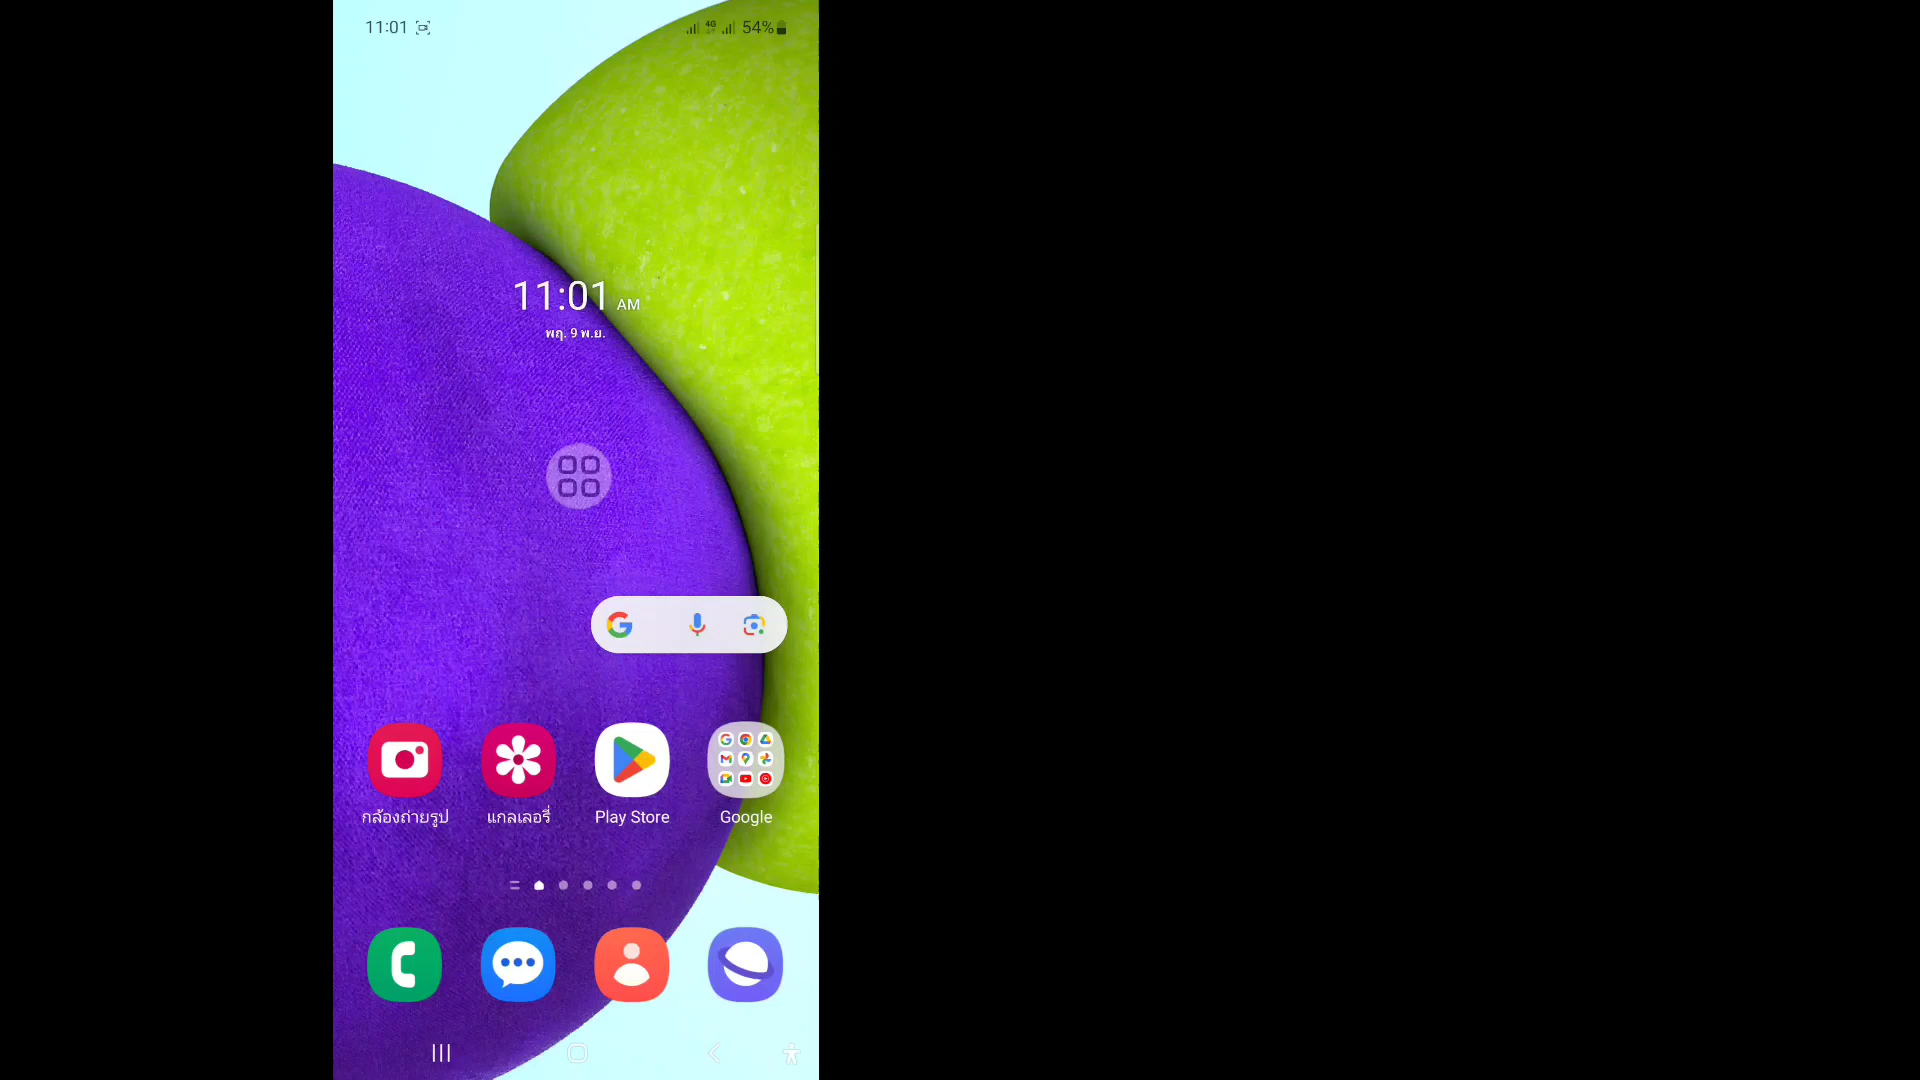 11:01
4G
54%
11:01 AM
พฤ. 9 พ.ย.
กล้องถ่ายรูป
แกลเลอรี่
Play Store
Google